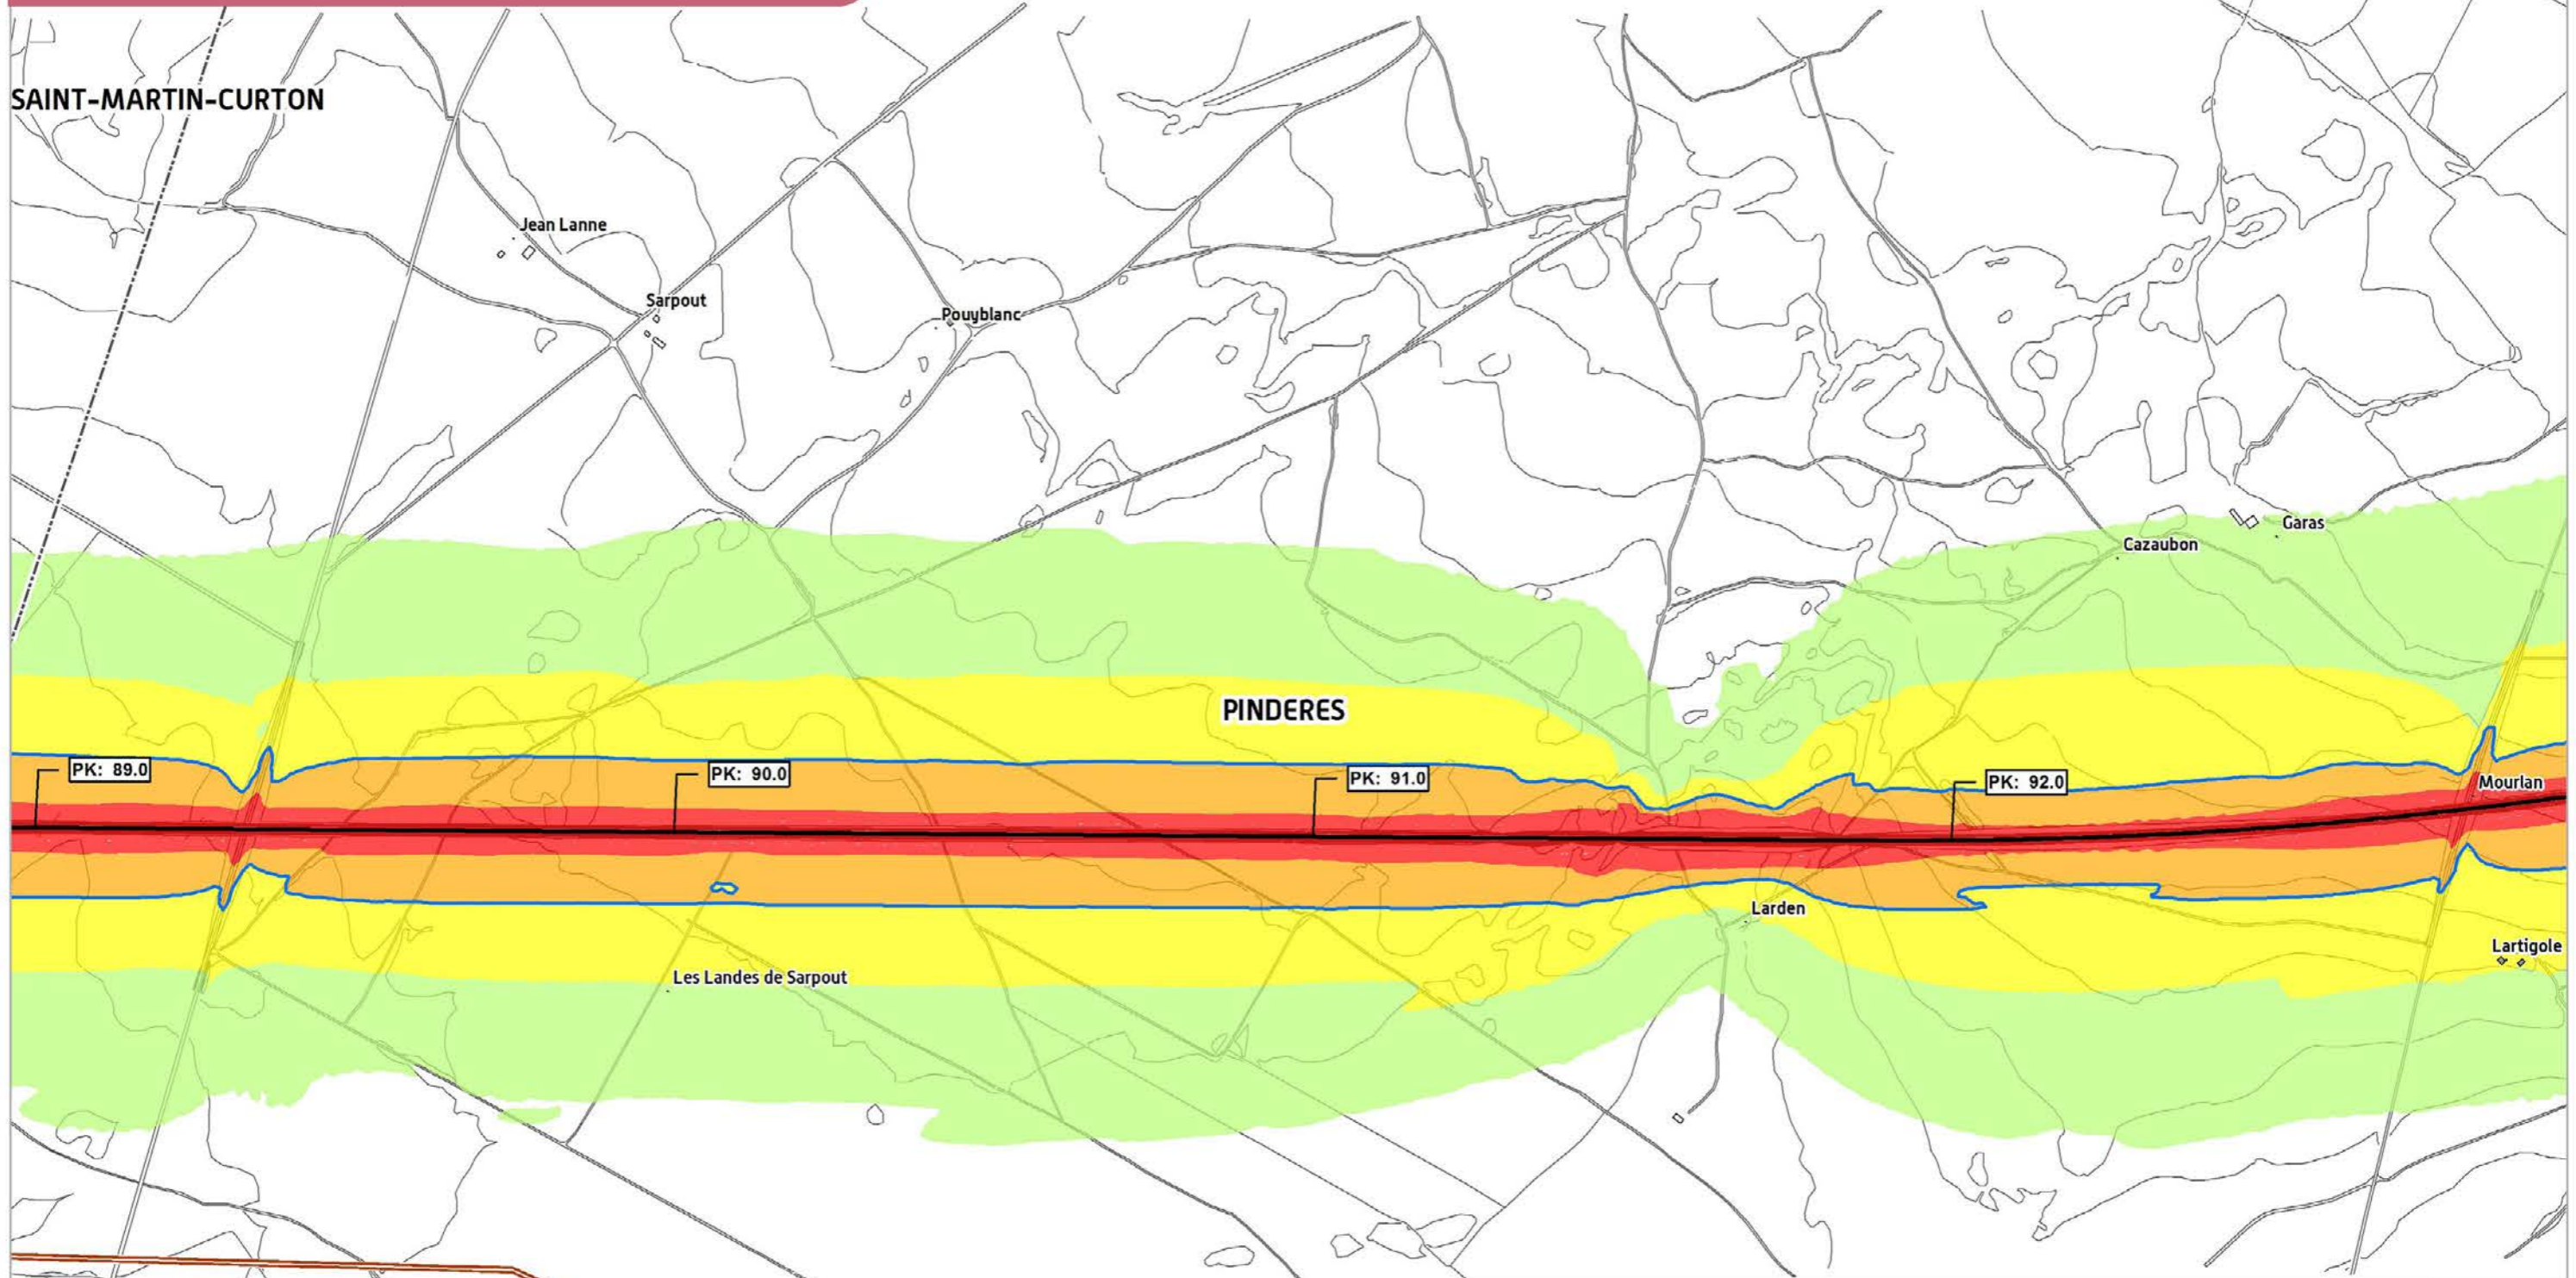 SAINT-MARTIN-CURTON
Jean Lanne
Sarpout
Pouyblanc
Garas
Cazaubon
PINDERES
PK: 89.0
PK: 90.0
PK: 91.0
PK: 92.0
Mourlan
Larden
Lartigole
Les Landes de Sarpout